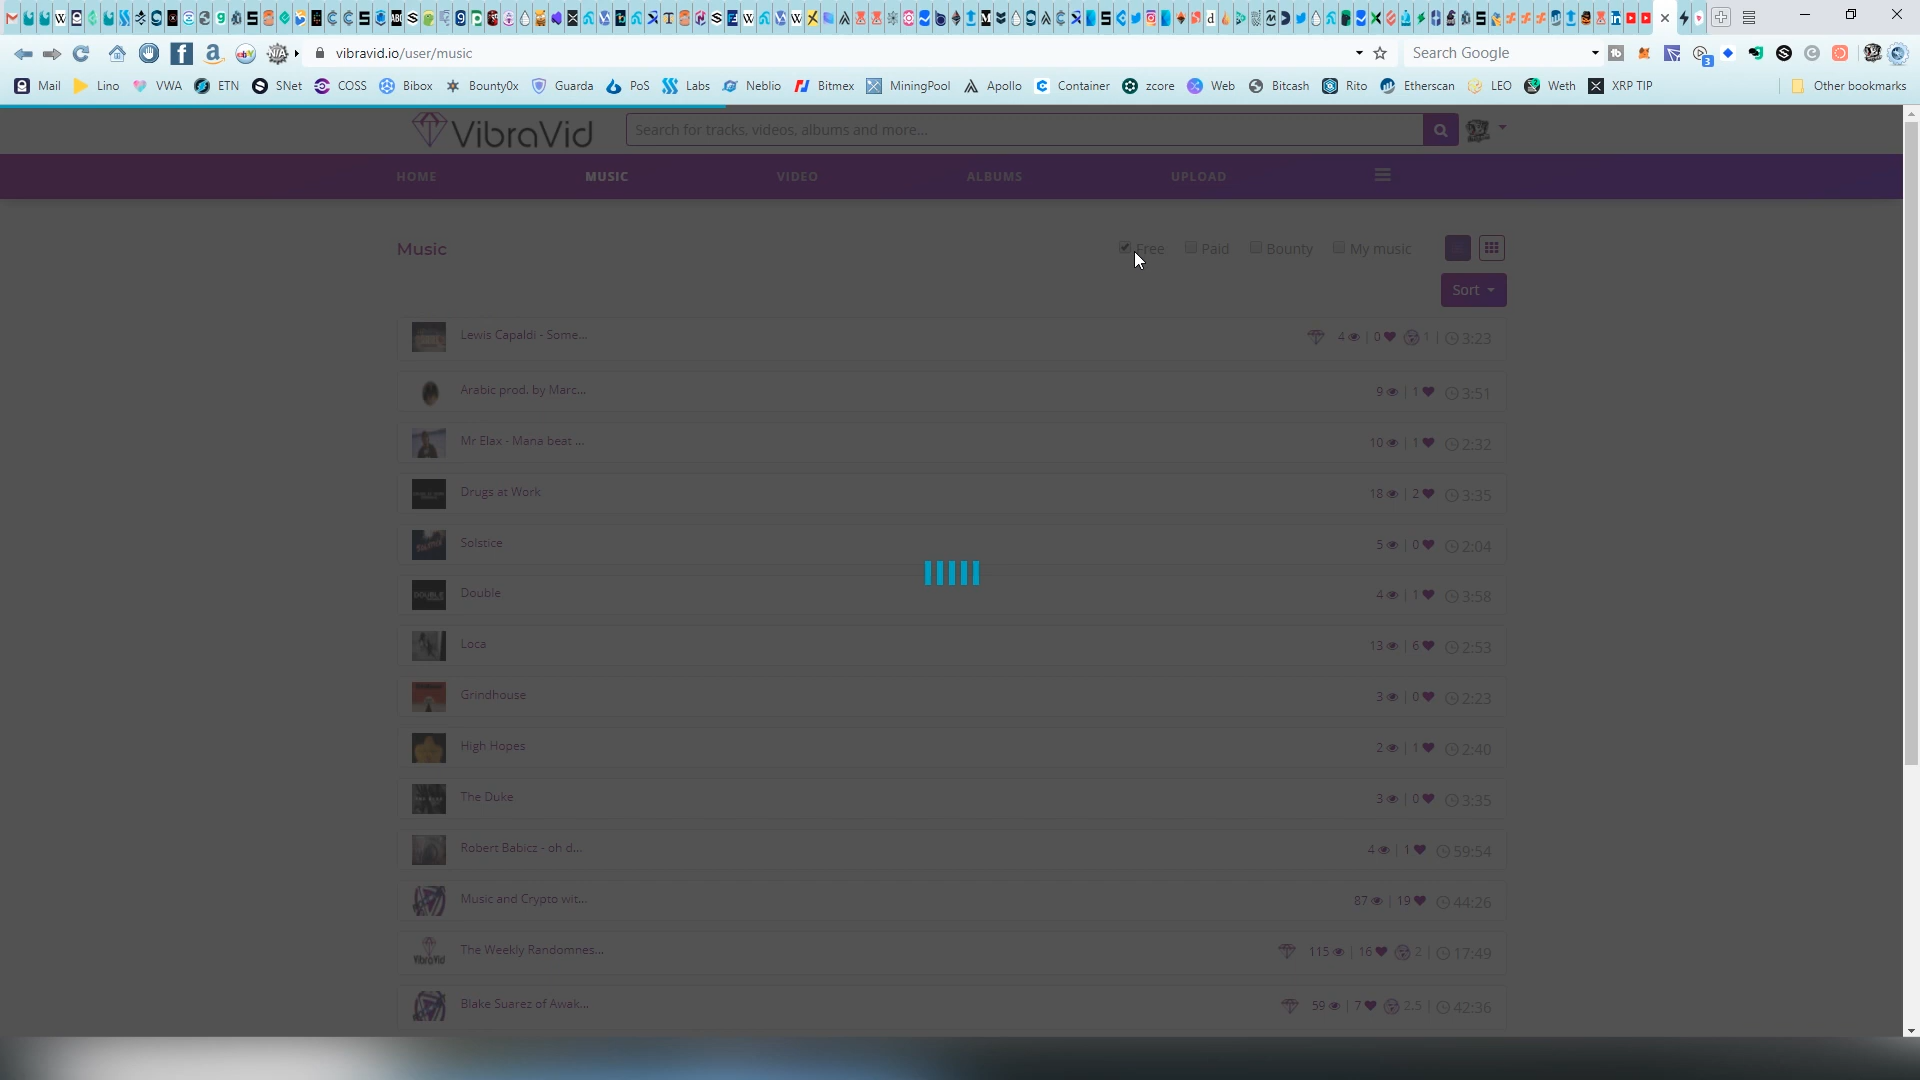 vibravid.io/user/music
Search Google
Mail Lino VWA ETN SNet COSS Bibox Bounty0x Guarda PoS Labs Neblio Bitmex MiningPool Apollo Container zcore Web Bitcash Rito Etherscan LEO Weth XRP TIP Other bookmarks
VibraVid Search for tracks, videos, albums and more...
HOME MUSIC VIDEO ALBUMS UPLOAD
Music Free Paid Bounty My music
Sort
Lewis Capaldi - Some... 4 | 0 1 | 3:23
Arabic prod. by Marc... 9 | 1 3:51
Mr Elax - Mana beat ... 10 | 1 2:32
Drugs at Work 18 | 2 3:35
Solstice 5 | 0 2:04
Double 4 | 1 3:58
Loca 13 | 6 2:53
Grindhouse 3 | 0 2:23
High Hopes 2 | 1 2:40
The Duke 3 | 0 3:35
Robert Babicz - oh d... 4 | 1 59:54
Music and Crypto wit... 87 | 19 44:26
The Weekly Randomnes... 115 | 16 2 | 17:49
Blake Suarez of Awak... 59 | 7 2.5 | 42:36